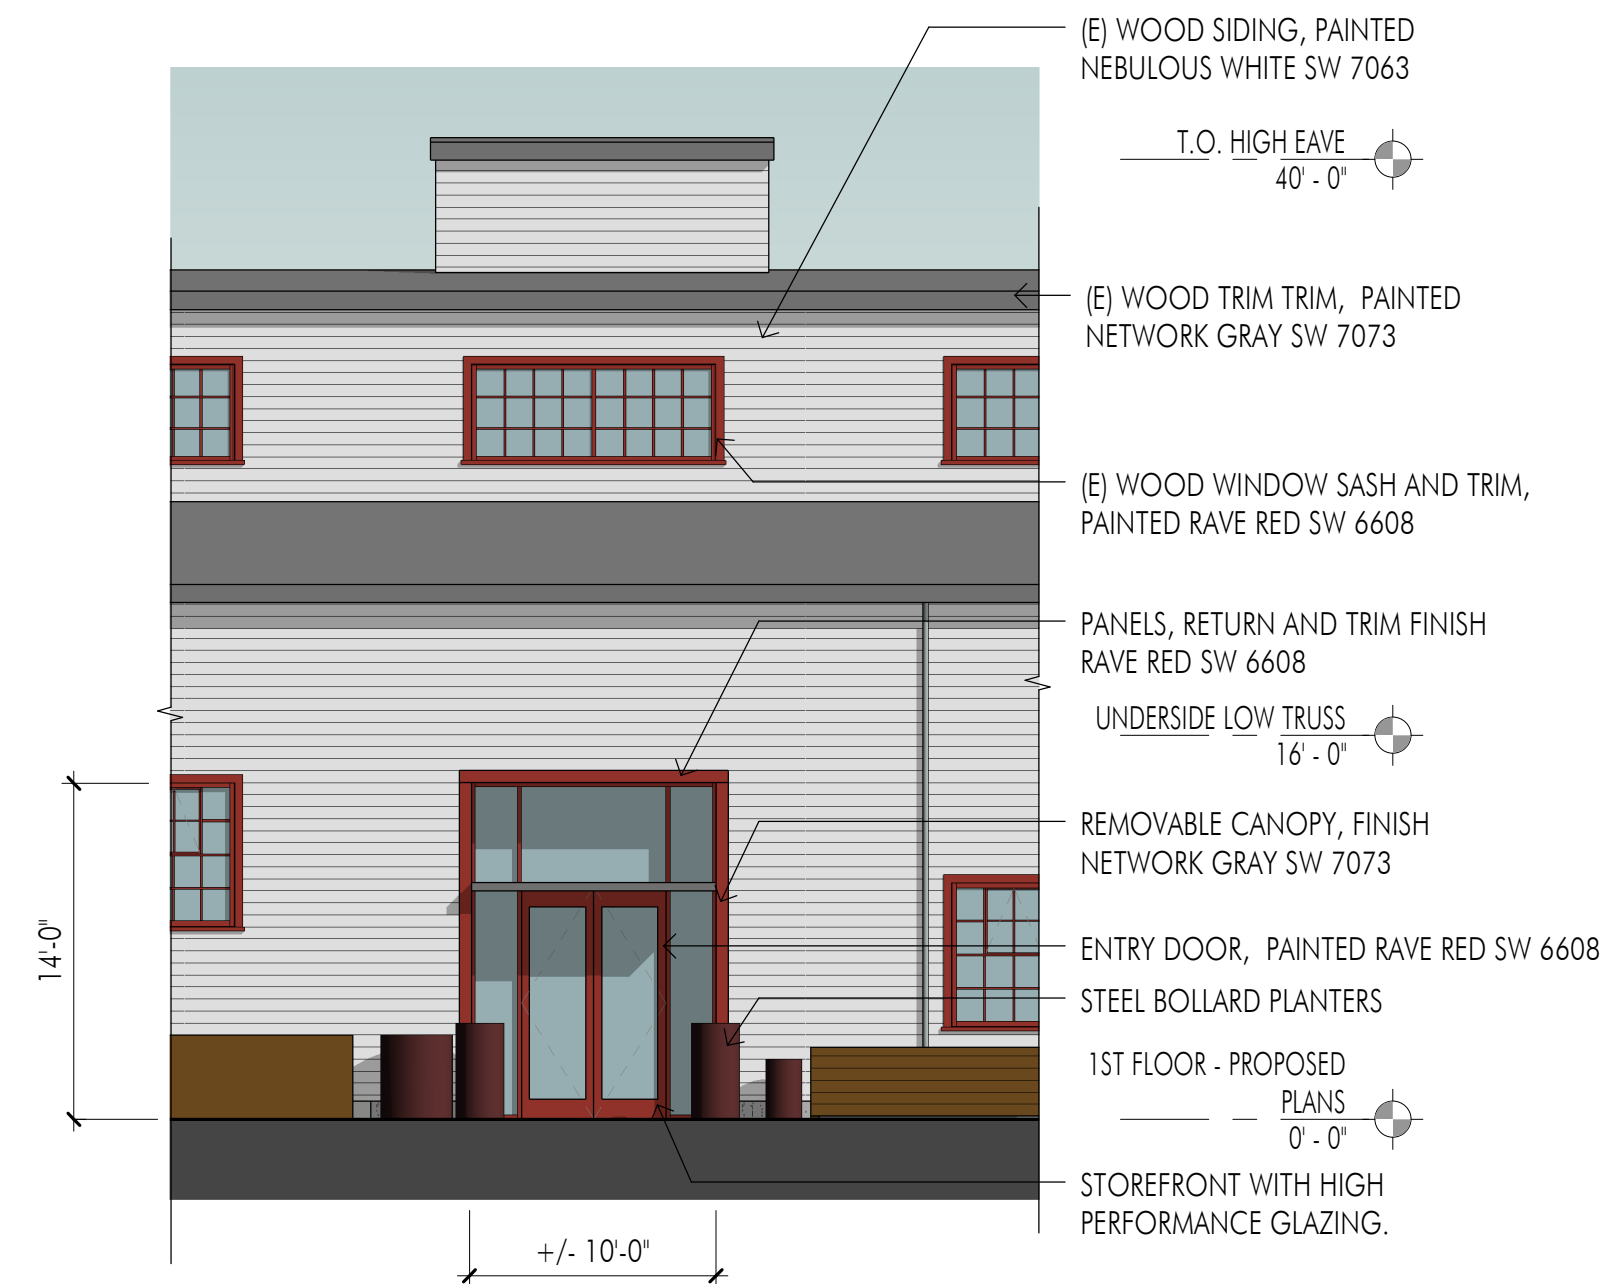 (E) WOOD SIDING, PAINTED
NEBULOUS WHITE SW 7063
T.O. HIGH EAVE
40' - 0"
(E) WOOD TRIM TRIM, PAINTED
NETWORK GRAY SW 7073
(E) WOOD WINDOW SASH AND TRIM,
PAINTED RAVE RED SW 6608
PANELS, RETURN AND TRIM FINISH
RAVE RED SW 6608
UNDERSIDE LOW TRUSS
16' - 0"
REMOVABLE CANOPY, FINISH
NETWORK GRAY SW 7073
14'-0"
ENTRY DOOR, PAINTED RAVE RED SW 6608
STEEL BOLLARD PLANTERS
1ST FLOOR - PROPOSED
PLANS
0' - 0"
STOREFRONT WITH HIGH
PERFORMANCE GLAZING.
+/- 10'-0"